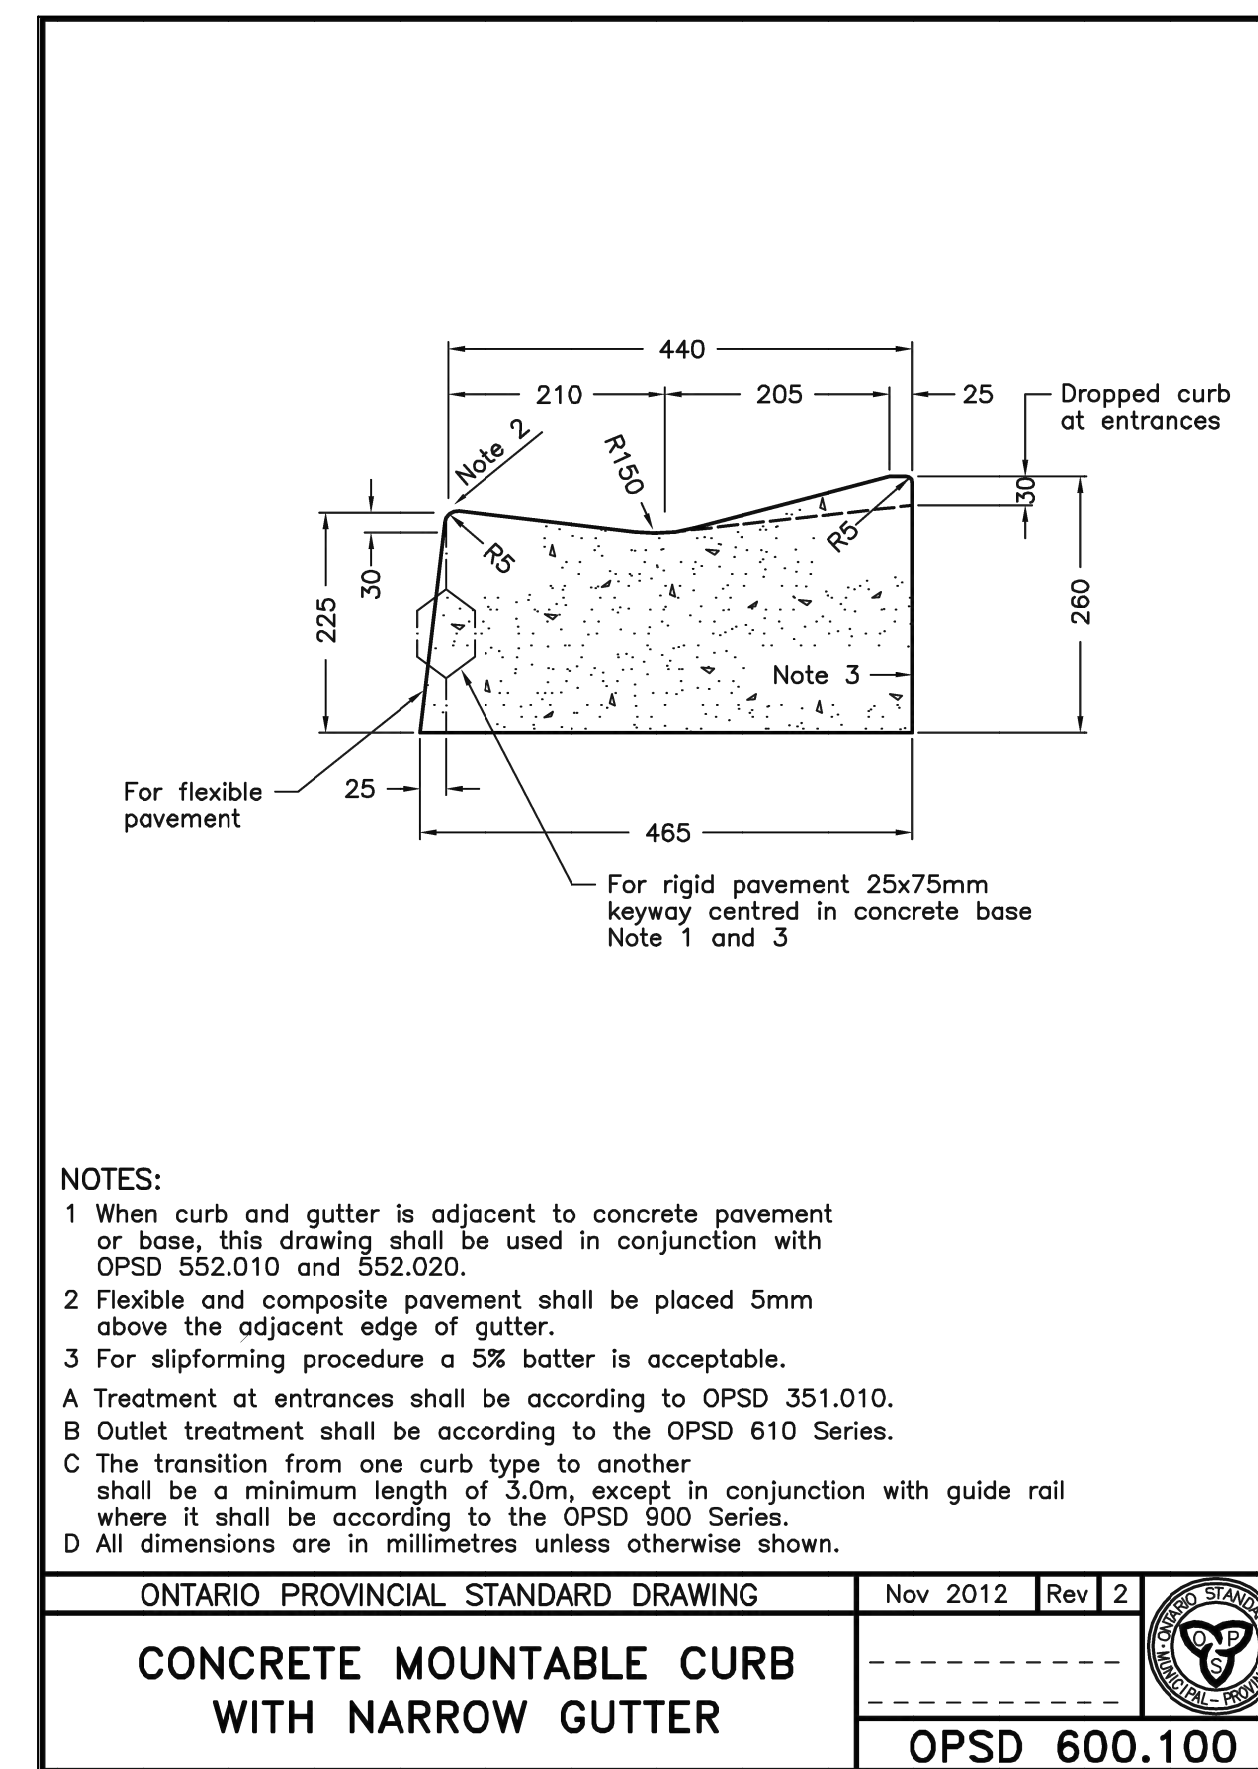 440
210
205
25
Dropped curb
at entrances
Note 2
R150
30
R5
R5
30
225
260
Note 3
For flexible
pavement
25
465
For rigid pavement 25x75mm
keyway centred in concrete base
Note 1 and 3
NOTES:
1 When curb and gutter is adjacent to concrete pavement
or base, this drawing shall be used in conjunction with
OPSD 552.010 and 552.020.
2 Flexible and composite pavement shall be placed 5mm
above the adjacent edge of gutter.
3 For slipforming procedure a 5% batter is acceptable.
A Treatment at entrances shall be according to OPSD 351.010.
B Outlet treatment shall be according to the OPSD 610 Series.
C The transition from one curb type to another
shall be a minimum length of 3.0m, except in conjunction with guide rail
where it shall be according to the OPSD 900 Series.
D All dimensions are in millimetres unless otherwise shown.
ONTARIO PROVINCIAL STANDARD DRAWING
Nov 2012 Rev 2
CONCRETE MOUNTABLE CURB
WITH NARROW GUTTER
OPSD 600.100
ONTARIO
O P
S
MUNICIPAL –